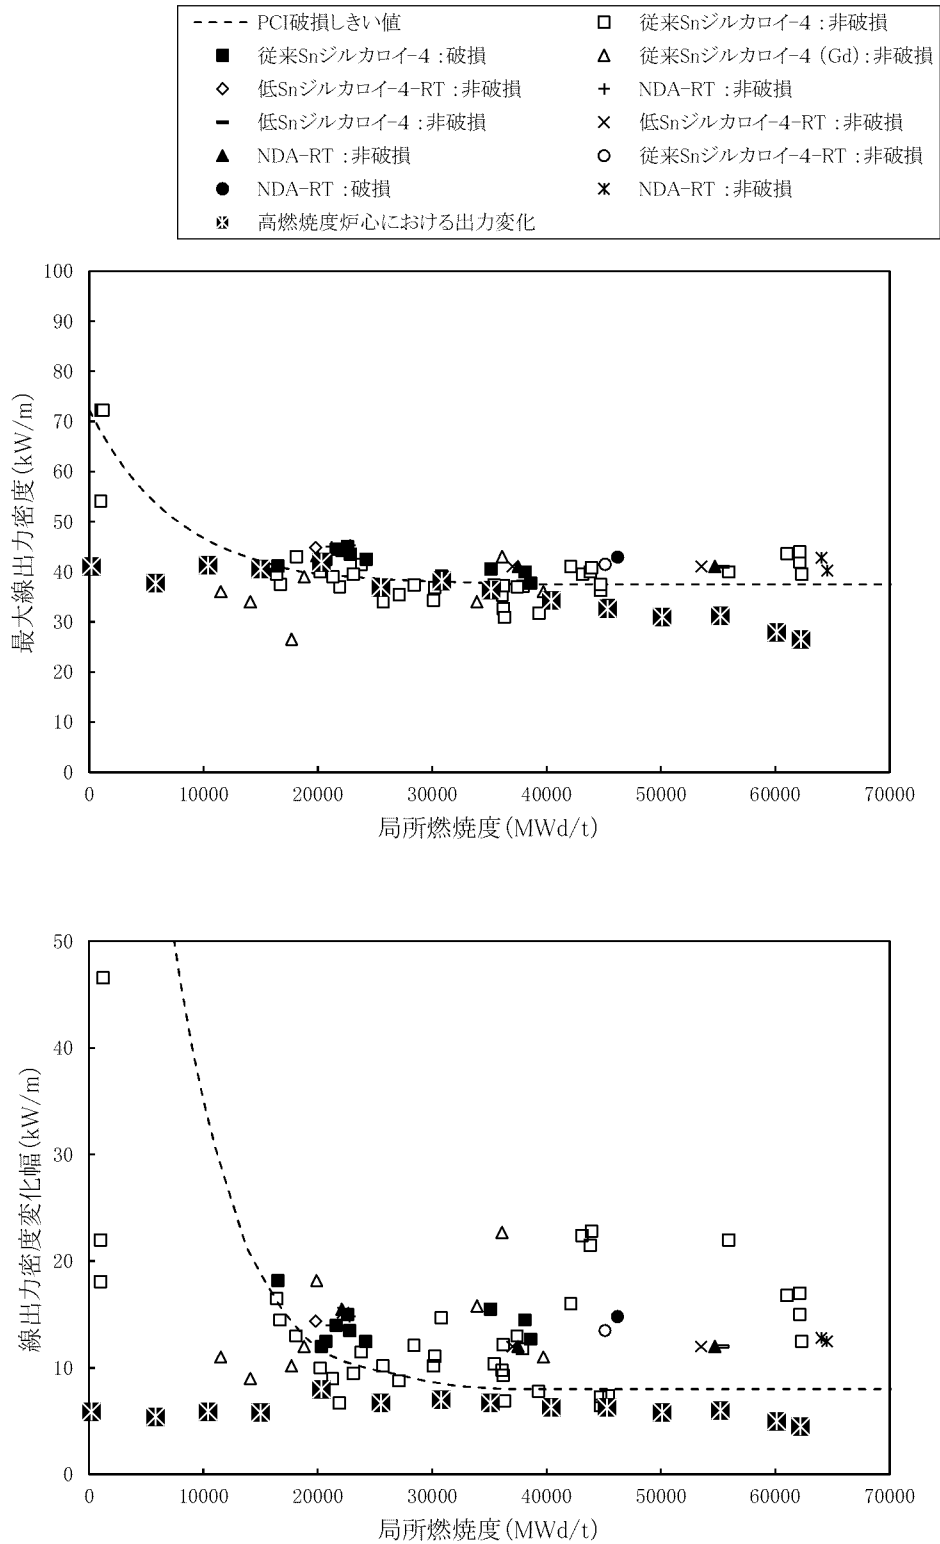 PCI破損しきい値
従来Snジルカロイ-4：非破損
従来Snジルカロイ-4：破損
従来Snジルカロイ-4 (Gd)：非破損
低Snジルカロイ-4-RT：非破損
NDA-RT：非破損
低Snジルカロイ-4：非破損
低Snジルカロイ-4-RT：非破損
NDA-RT：非破損
従来Snジルカロイ-4-RT：非破損
NDA-RT：破損
NDA-RT：非破損
高燃焼度炉心における出力変化
最大線出力密度(kW/m)
100
90
80
70
60
50
40
30
20
10
0
0 10000 20000 30000 40000 50000 60000 70000
局所燃焼度(MWd/t)
線出力密度変化幅(kW/m)
50
40
30
20
10
0
0 10000 20000 30000 40000 50000 60000 70000
局所燃焼度(MWd/t)